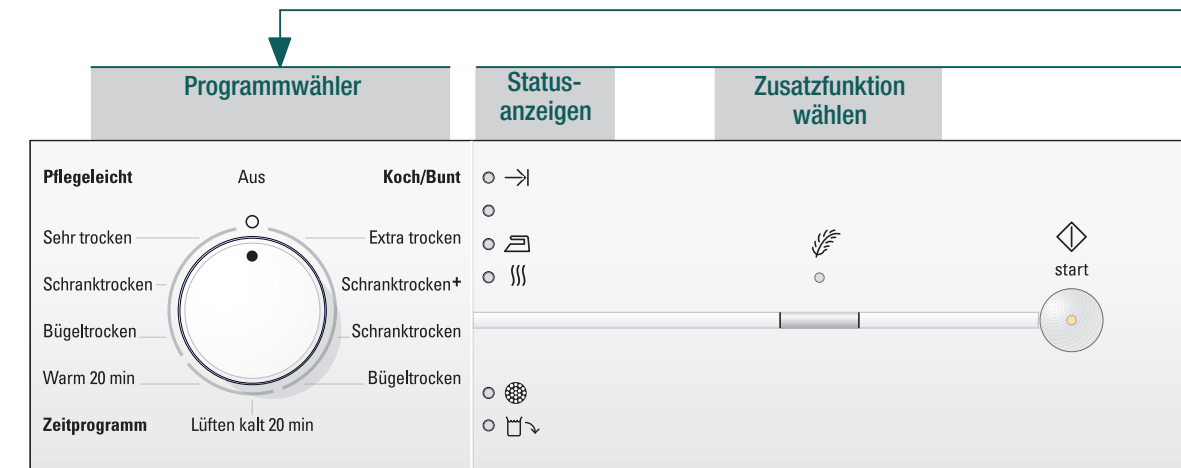 Programmwähler
Status-
anzeigen
Zusatzfunktion
wählen
Pflegeleicht
Aus
Koch/Bunt
Sehr trocken
Extra trocken
Schranktrocken
Schranktrocken+
Bügeltrocken
Schranktrocken
Warm 20 min
Bügeltrocken
Zeitprogramm
Lüften kalt 20 min
start